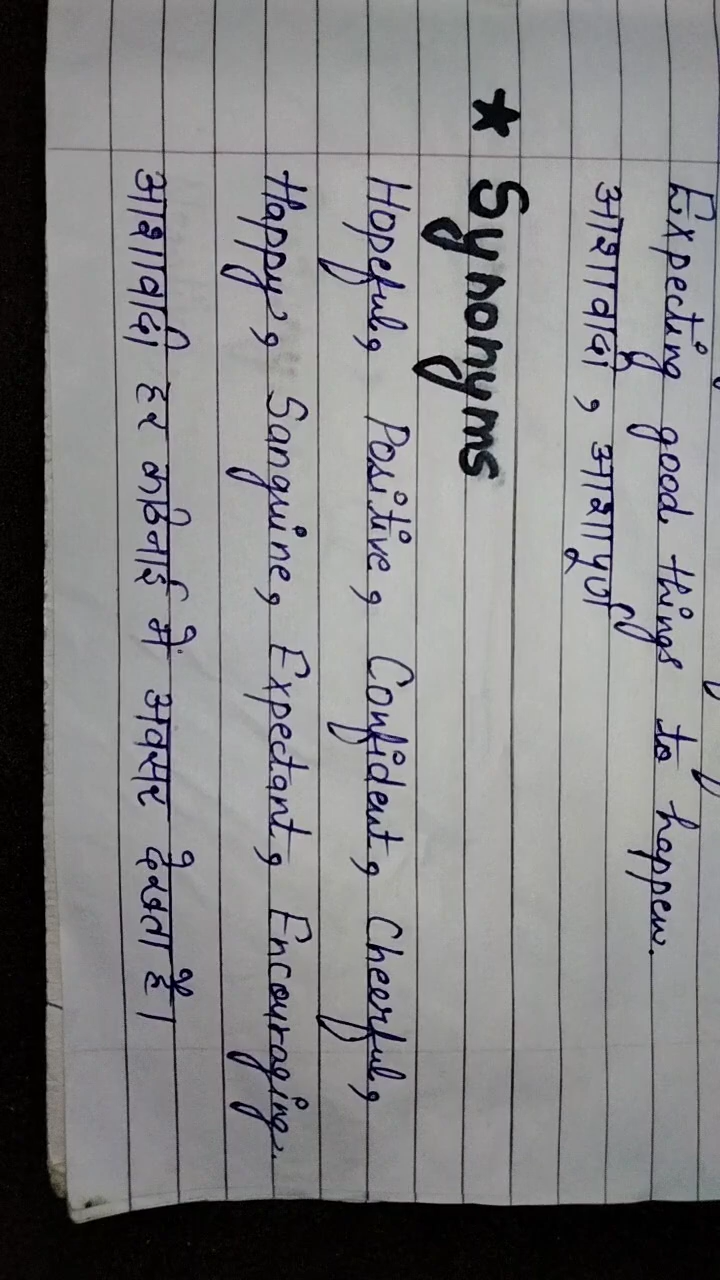 Expecting good things to happen.
आशावादी, आशापूर्ण
★ Synonyms
Hopeful, Positive, Confident, Cheerful,
Happy, Sanguine, Expectant, Encouraging.
आशावादी हर कठिनाई में अवसर देखता है।